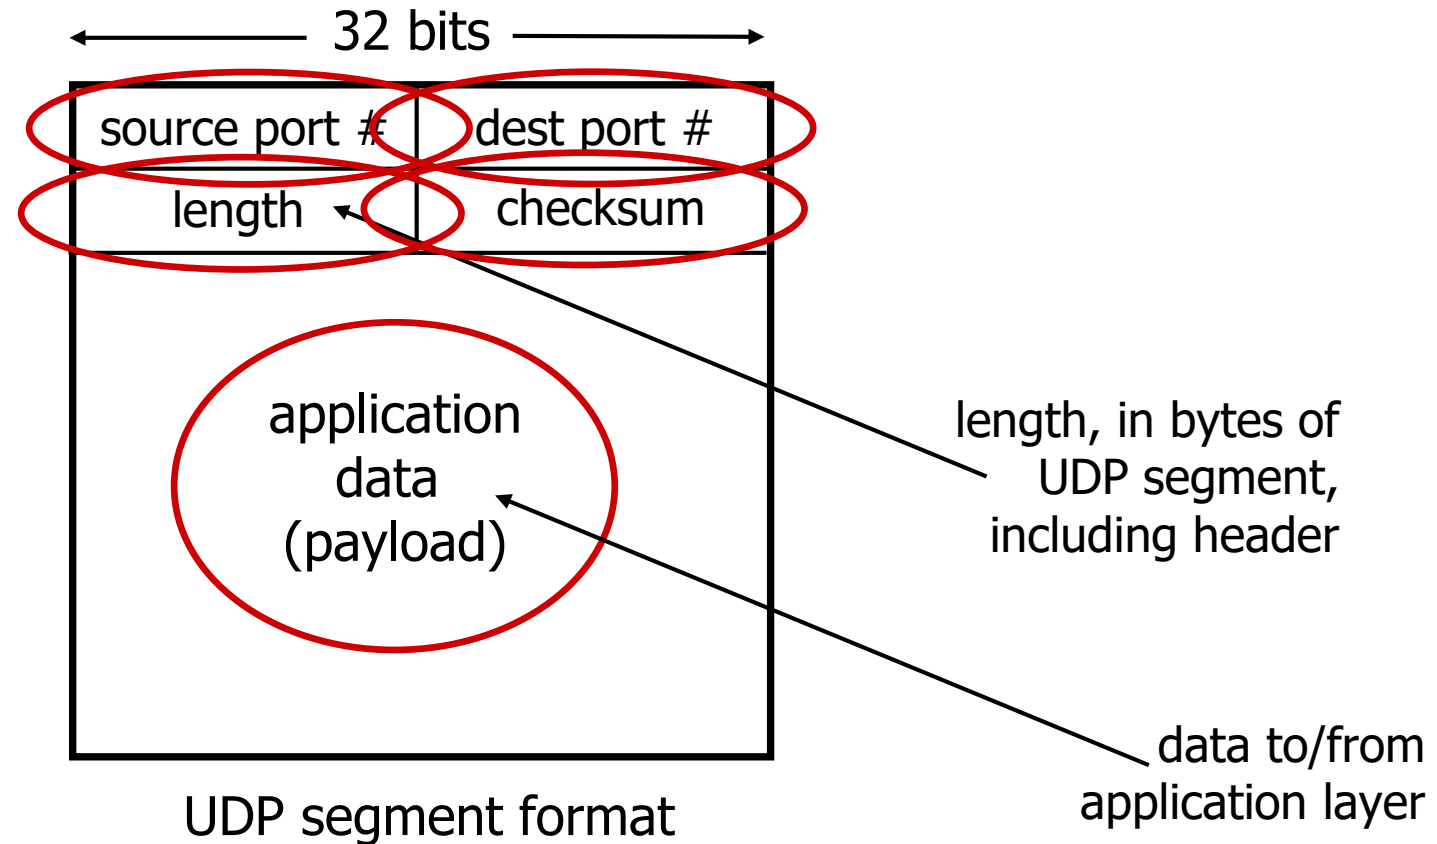 32 bits
source port # dest port #
length checksum
application
data
(payload)
length, in bytes of
UDP segment,
including header
data to/from
application layer
UDP segment format